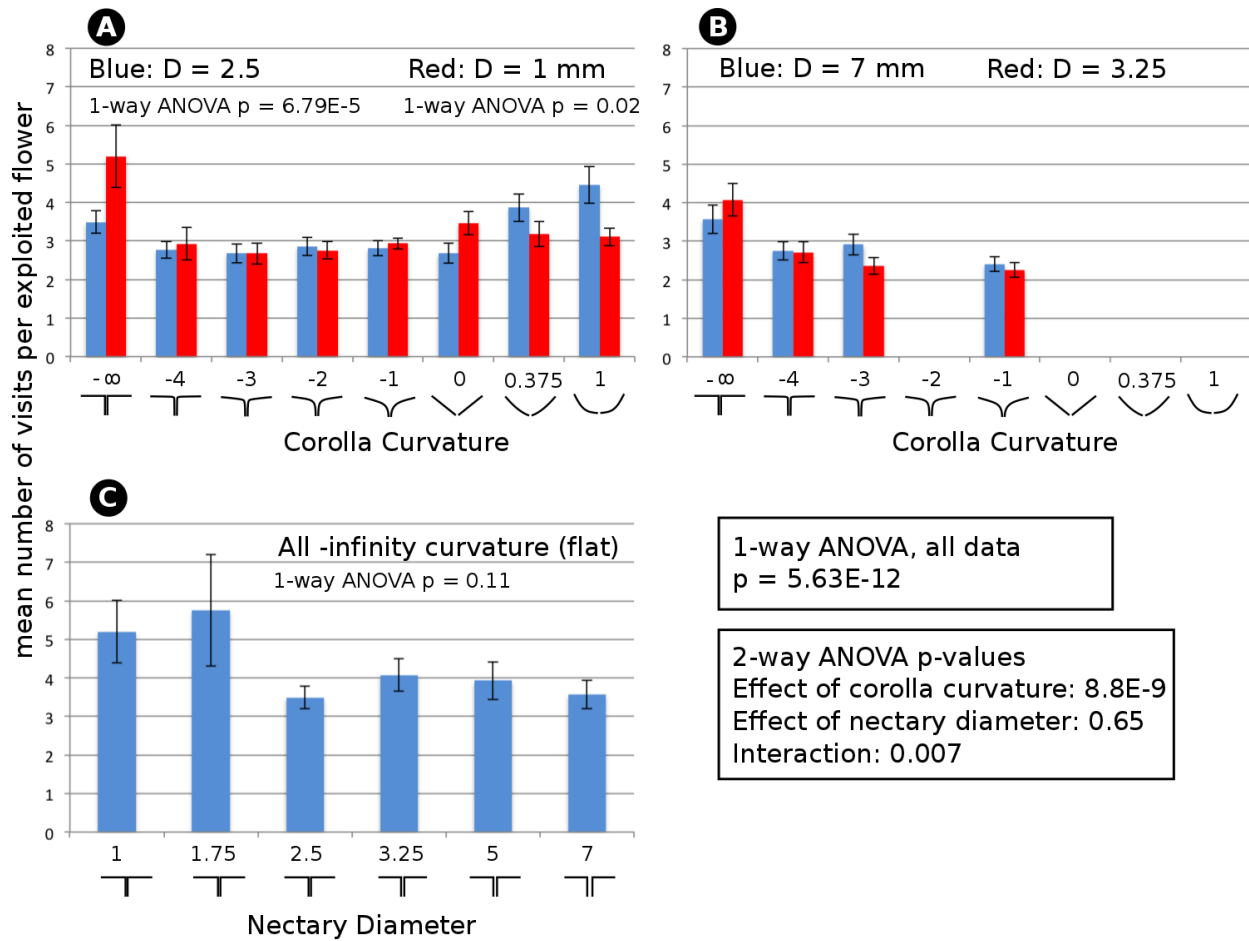 mean number of visits per exploited flower
A
8
7
6
5
4
3
2
1
0
Blue: D = 2.5 Red: D = 1 mm
1-way ANOVA p = 6.79E-5 1-way ANOVA p = 0.02
- ∞ -4 -3 -2 -1 0 0.375 1
Corolla Curvature
B
8
7
6
5
4
3
2
1
0
Blue: D = 7 mm Red: D = 3.25
- ∞ -4 -3 -2 -1 0 0.375 1
Corolla Curvature
C
8
7
6
5
4
3
2
1
0
All -infinity curvature (flat)
1-way ANOVA p = 0.11
1 1.75 2.5 3.25 5 7
Nectary Diameter
1-way ANOVA, all data
p = 5.63E-12
2-way ANOVA p-values
Effect of corolla curvature: 8.8E-9
Effect of nectary diameter: 0.65
Interaction: 0.007